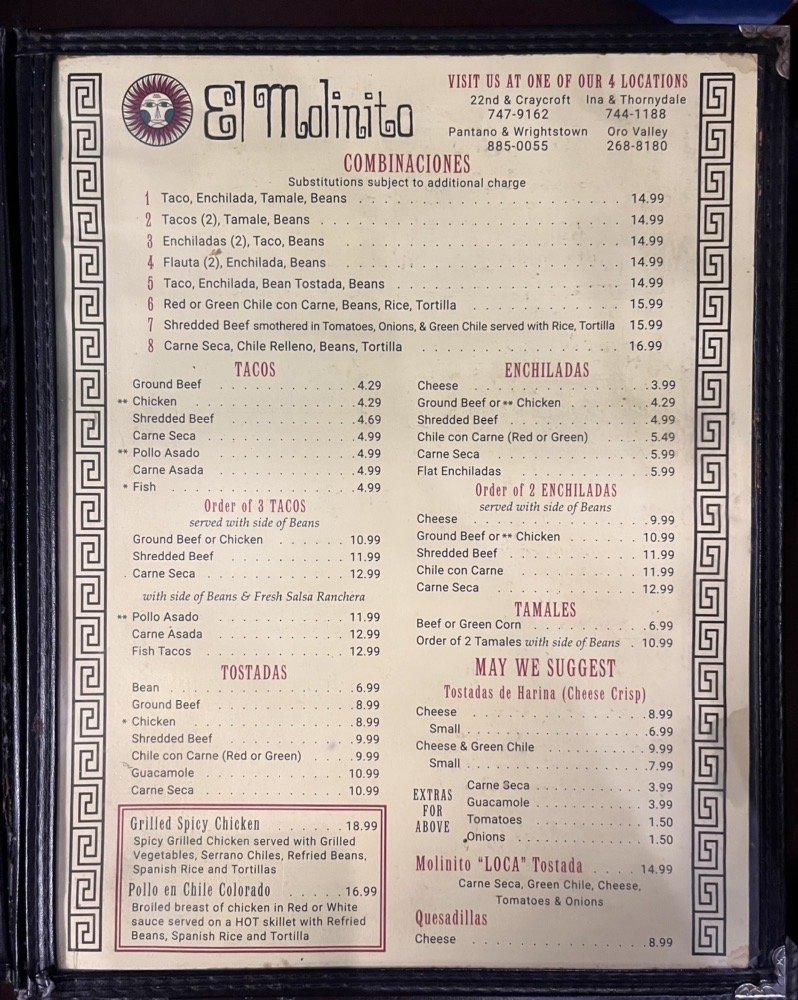 El Molinito
VISIT US AT ONE OF OUR 4 LOCATIONS
22nd & Craycroft Ina & Thornydale
747-9162 744-1188
Pantano & Wrightstown Oro Valley
885-0055 268-8180
COMBINACIONES
Substitutions subject to additional charge
1 Taco, Enchilada, Tamale, Beans 14.99
2 Tacos (2), Tamale, Beans 14.99
3 Enchiladas (2), Taco, Beans 14.99
4 Flauta (2), Enchilada, Beans 14.99
5 Taco, Enchilada, Bean Tostada, Beans 14.99
6 Red or Green Chile con Carne, Beans, Rice, Tortilla 15.99
7 Shredded Beef smothered in Tomatoes, Onions, & Green Chile served with Rice, Tortilla 15.99
8 Carne Seca, Chile Relleno, Beans, Tortilla 16.99
TACOS
Ground Beef 4.29
** Chicken 4.29
Shredded Beef 4.69
Carne Seca 4.99
** Pollo Asado 4.99
Carne Asada 4.99
* Fish 4.99
Order of 3 TACOS
served with side of Beans
Ground Beef or Chicken 10.99
Shredded Beef 11.99
Carne Seca 12.99
with side of Beans & Fresh Salsa Ranchera
** Pollo Asado 11.99
Carne Asada 12.99
Fish Tacos 12.99
TOSTADAS
Bean 6.99
Ground Beef 8.99
* Chicken 8.99
Shredded Beef 9.99
Chile con Carne (Red or Green) 9.99
Guacamole 10.99
Carne Seca 10.99
Grilled Spicy Chicken 18.99
Spicy Grilled Chicken served with Grilled
Vegetables, Serrano Chiles, Refried Beans,
Spanish Rice and Tortillas
Pollo en Chile Colorado 16.99
Broiled breast of chicken in Red or White
sauce served on a HOT skillet with Refried
Beans, Spanish Rice and Tortilla
ENCHILADAS
Cheese 3.99
Ground Beef or ** Chicken 4.29
Shredded Beef 4.99
Chile con Carne (Red or Green) 5.49
Carne Seca 5.99
Flat Enchiladas 5.99
Order of 2 ENCHILADAS
served with side of Beans
Cheese 9.99
Ground Beef or ** Chicken 10.99
Shredded Beef 11.99
Chile con Carne 11.99
Carne Seca 12.99
TAMALES
Beef or Green Corn 6.99
Order of 2 Tamales with side of Beans 10.99
MAY WE SUGGEST
Tostadas de Harina (Cheese Crisp)
Cheese 8.99
Small 6.99
Cheese & Green Chile 9.99
Small 7.99
EXTRAS FOR ABOVE
Carne Seca 3.99
Guacamole 3.99
Tomatoes 1.50
Onions 1.50
Molinito "LOCA" Tostada 14.99
Carne Seca, Green Chile, Cheese,
Tomatoes & Onions
Quesadillas
Cheese 8.99